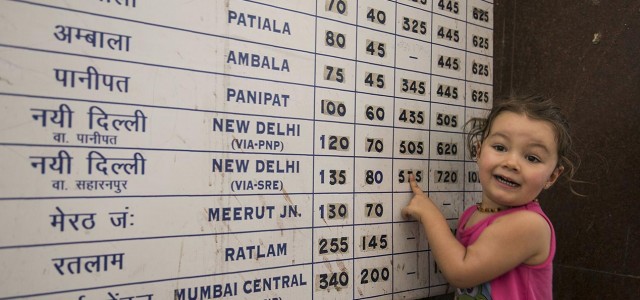 70 40 325 445 625
पटियाला PATIALA 80 45 – 445 625
अम्बाला AMBALA 75 45 345 445 625
पानीपत PANIPAT 100 60 435 505
नयी दिल्ली NEW DELHI 120 70 505 620
वा. पानीपत (VIA-PNP)
नयी दिल्ली NEW DELHI 135 80 575 720
वा. सहारनपुर (VIA-SRE)
मेरठ जं: MEERUT JN. 130 70 –
रतलाम RATLAM 255 145 –
MUMBAI CENTRAL 340 200 –
(VIA-NAD)